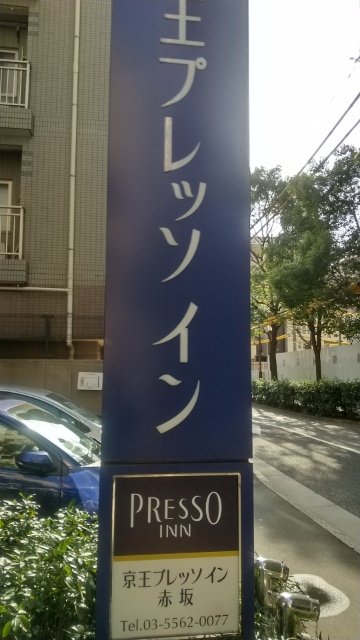 王プレッソ イン
PRESSO
INN
京王プレッソ イン
赤坂
Tel.03-5562-0077